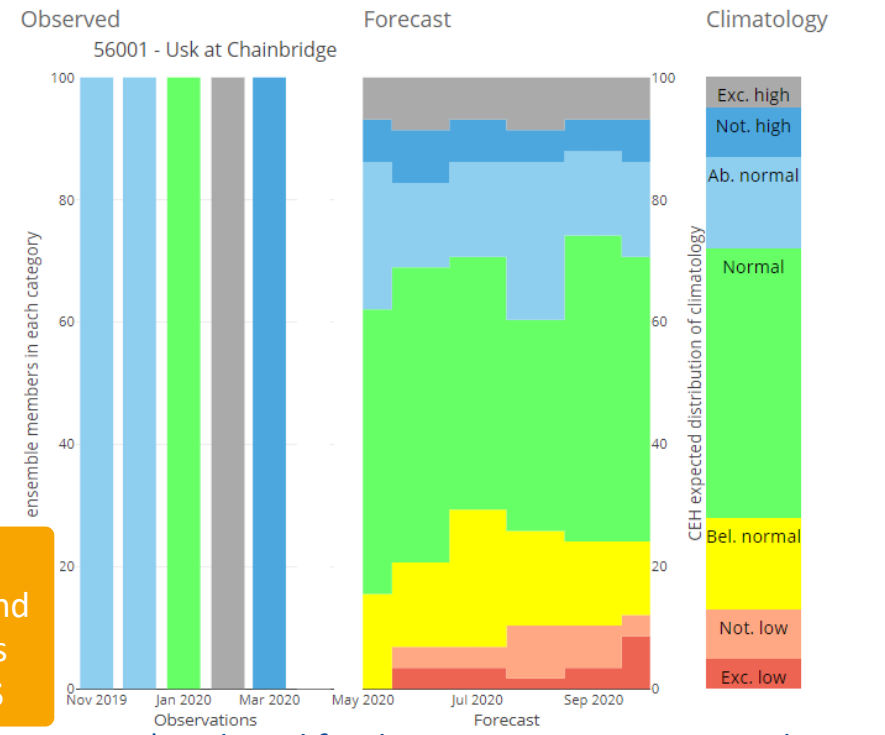 Observed
Forecast
Climatology
56001 - Usk at Chainbridge
ensemble members in each category
100
80
60
40
20
0
Nov 2019
Jan 2020
Mar 2020
Observations
100
80
60
40
20
0
May 2020
Jul 2020
Sep 2020
Forecast
CEH expected distribution of climatology
Exc. high
Not. high
Ab. normal
Normal
Bel. normal
Not. low
Exc. low